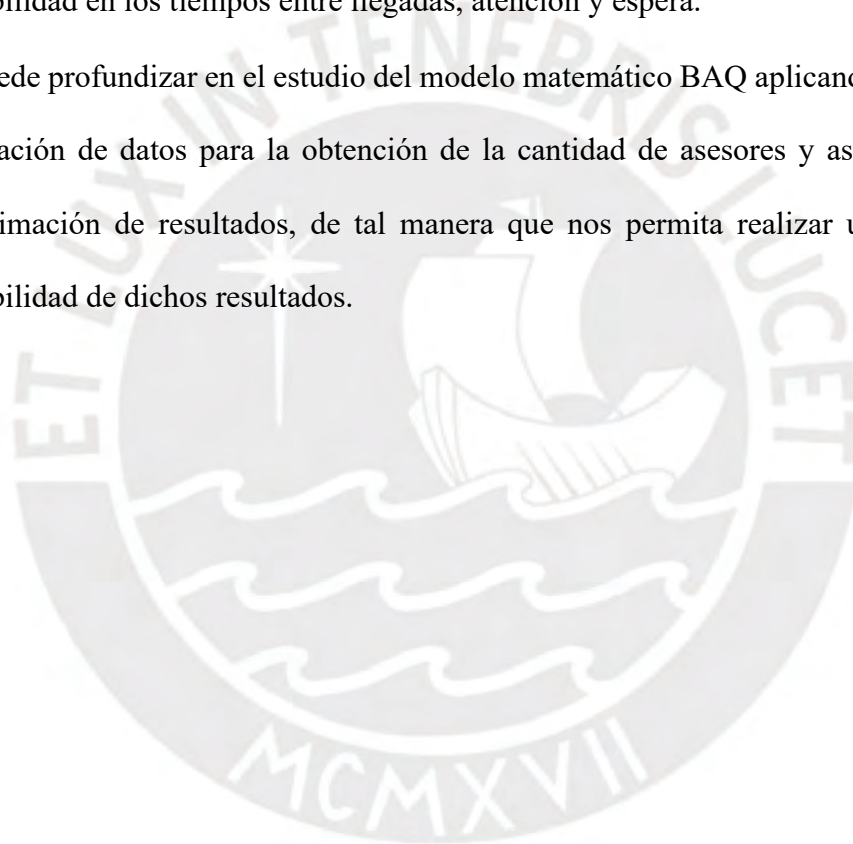 bilidad en los tiempos entre llegadas, atención y espera.
ede profundizar en el estudio del modelo matemático BAQ aplicand
ación de datos para la obtención de la cantidad de asesores y as
imación de resultados, de tal manera que nos permita realizar u
bilidad de dichos resultados.
ET LUX IN TENEBRIS LUCET
MCMXVII